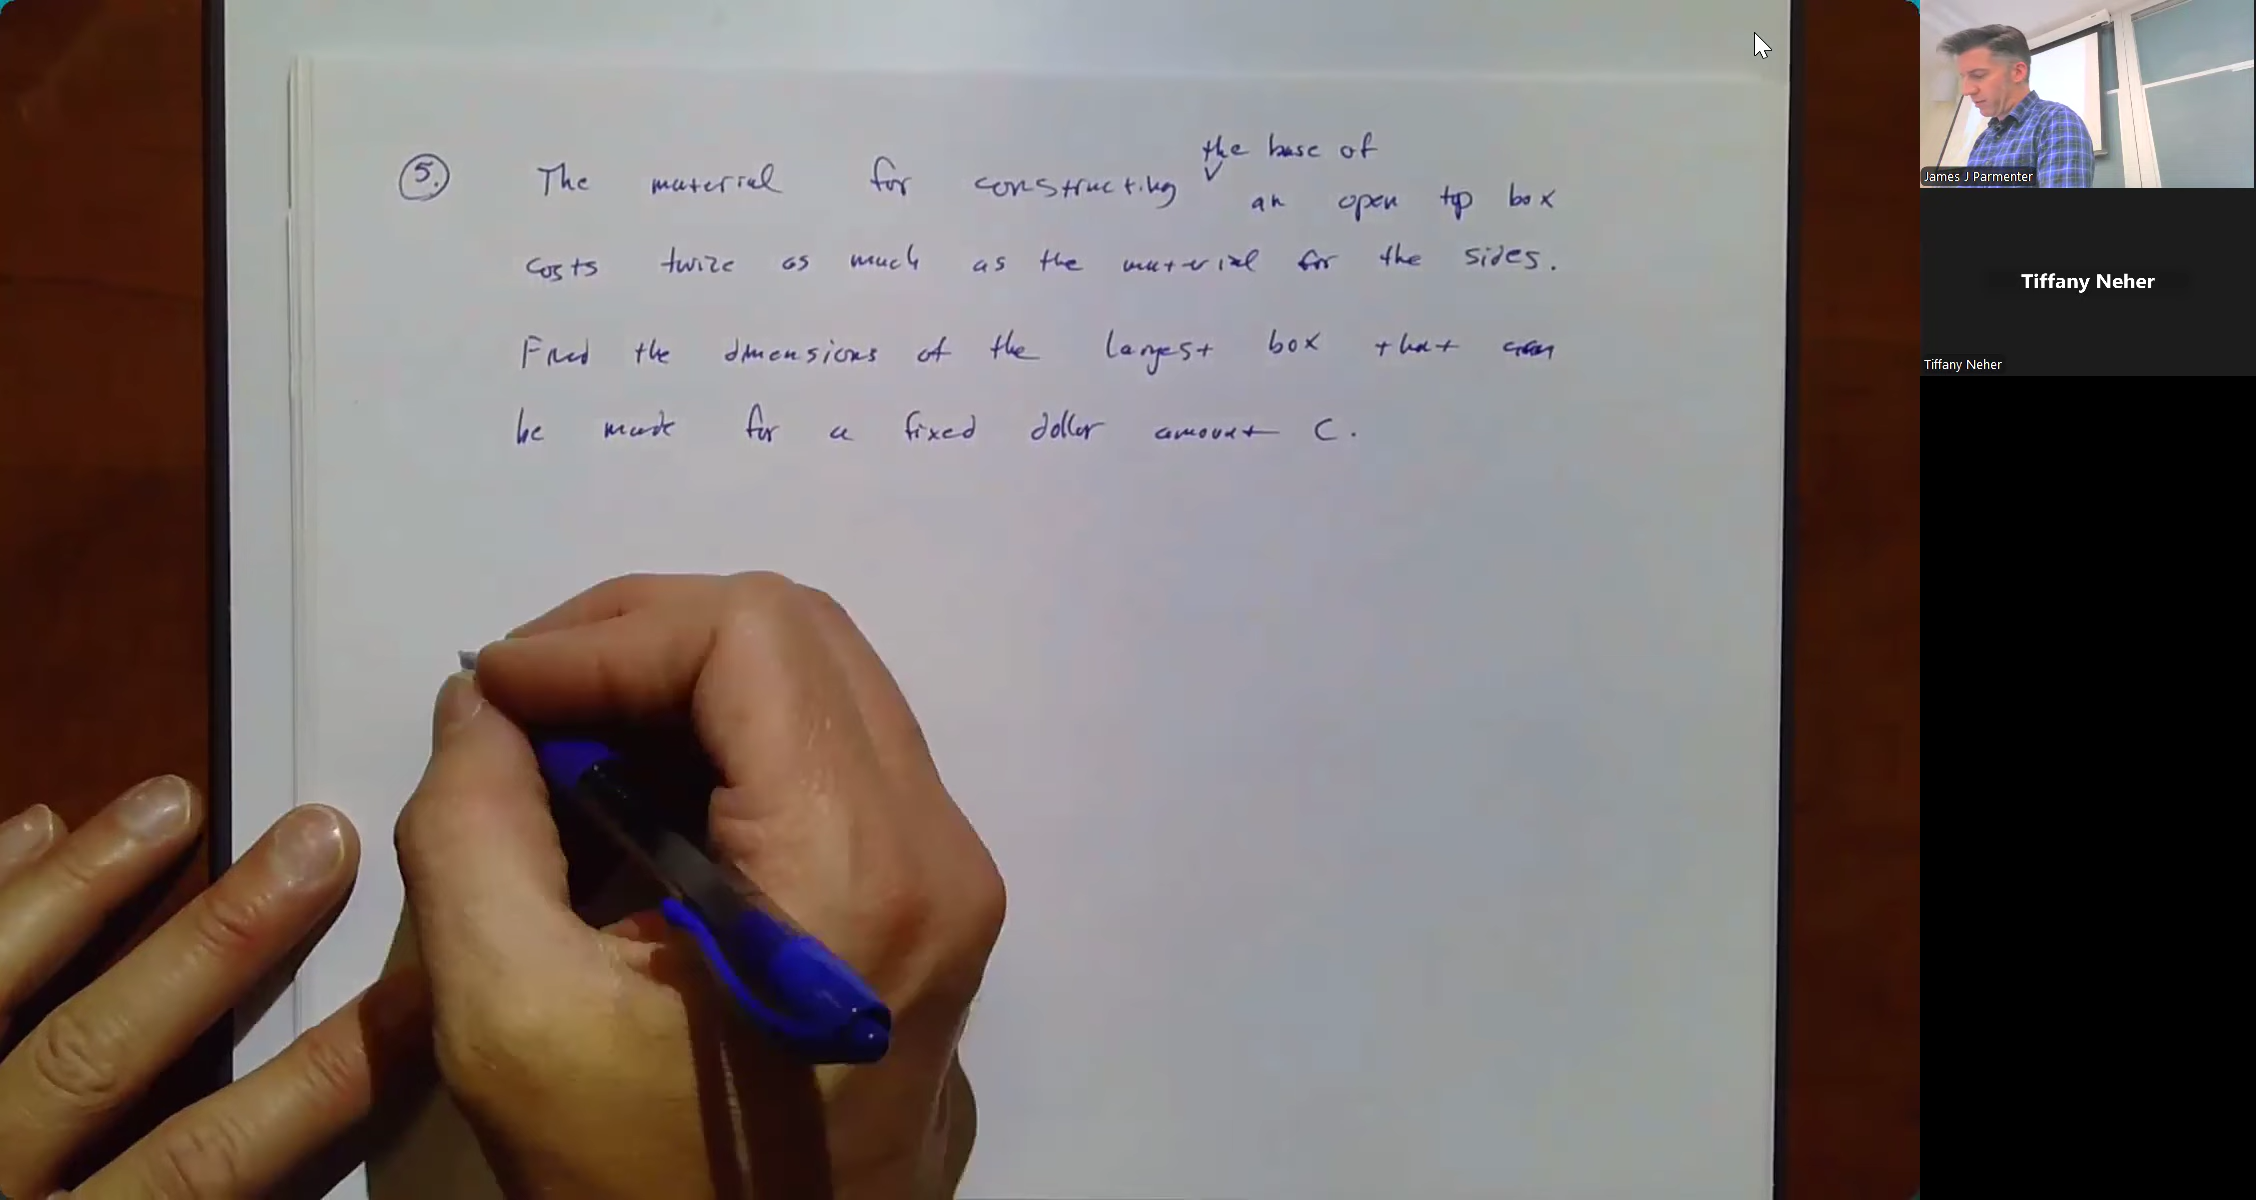 5. The material for constructing the base of an open top box
costs twice as much as the material for the sides.
Find the dimensions of the largest box that can
be made for a fixed dollar amount C.
James J Parmenter
Tiffany Neher
Tiffany Neher